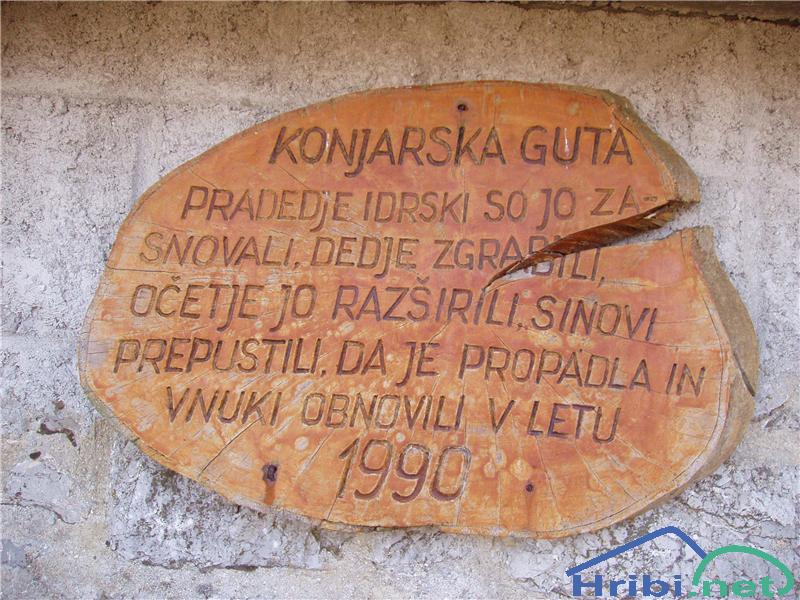 KONJARSKA GUTA
PRADEDJE IDRSKI SO JO ZA-
SNOVALI, DEDJE ZGRABILI,
OČETJE JO RAZŠIRILI, SINOVI
PREPUSTILI, DA JE PROPADLA IN
VNUKI OBNOVILI V LETU
1990
Hribi.net